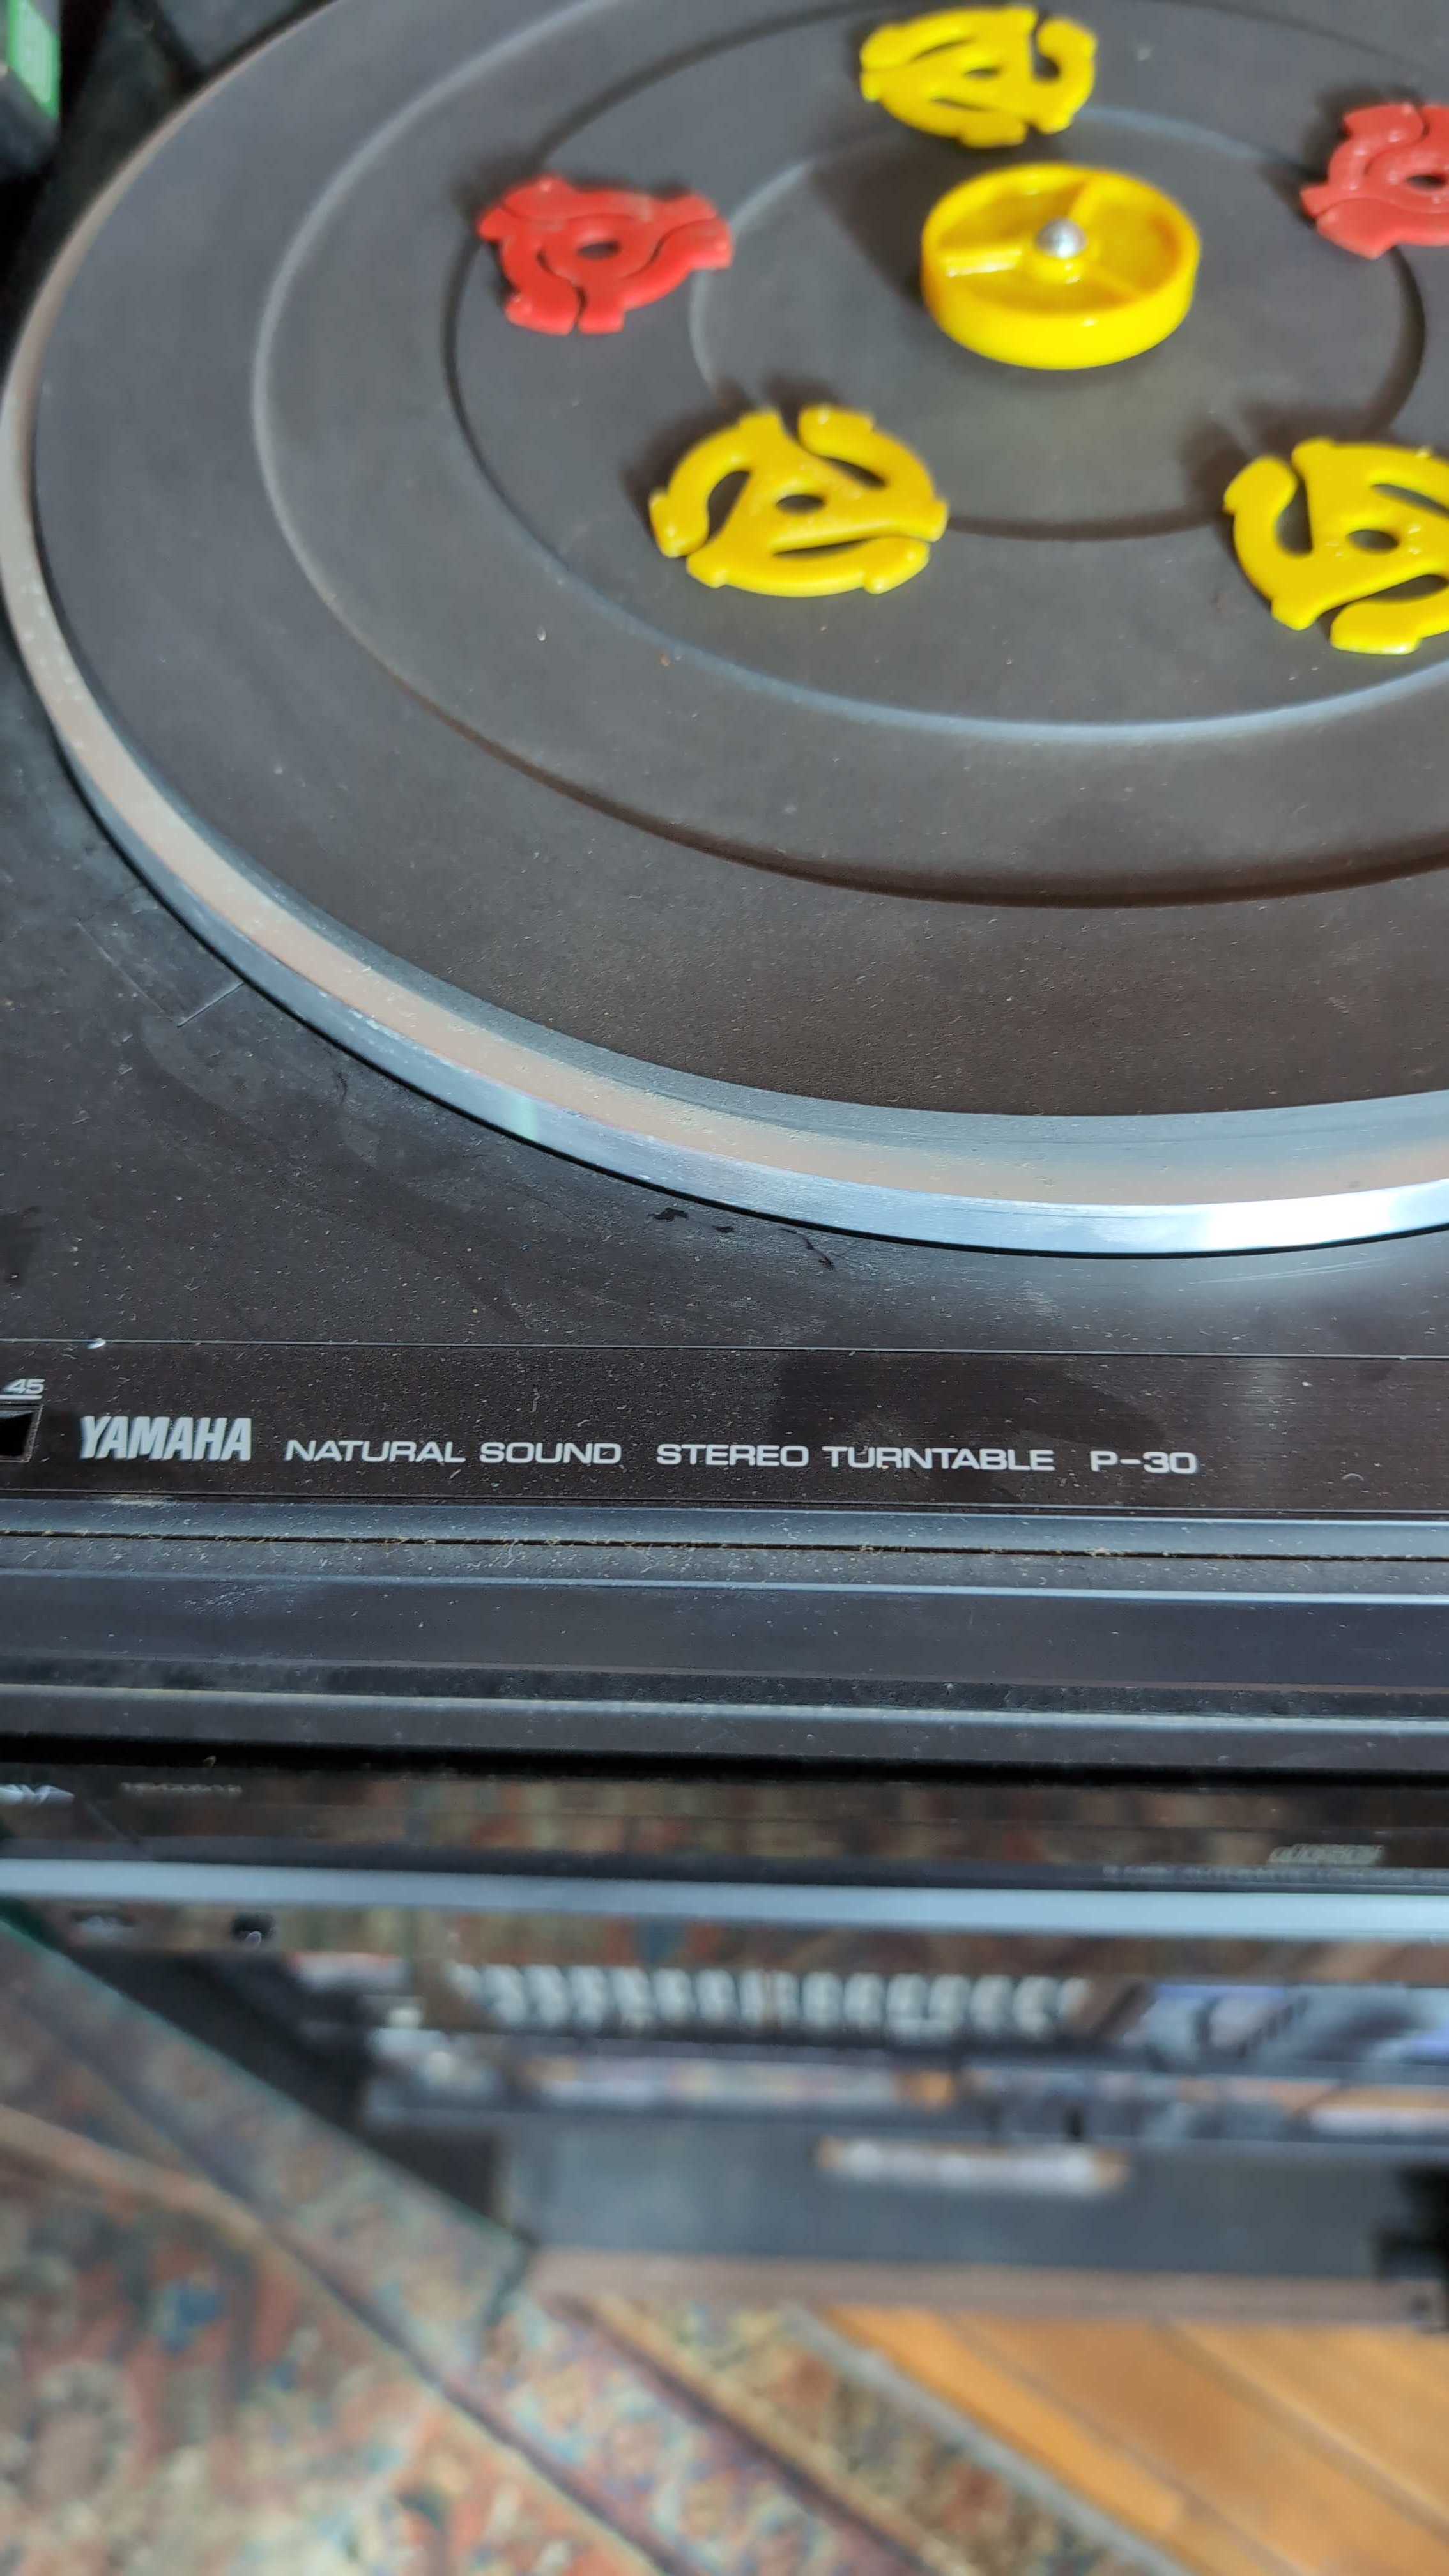 45
YAMAHA NATURAL SOUND STEREO TURNTABLE P-30